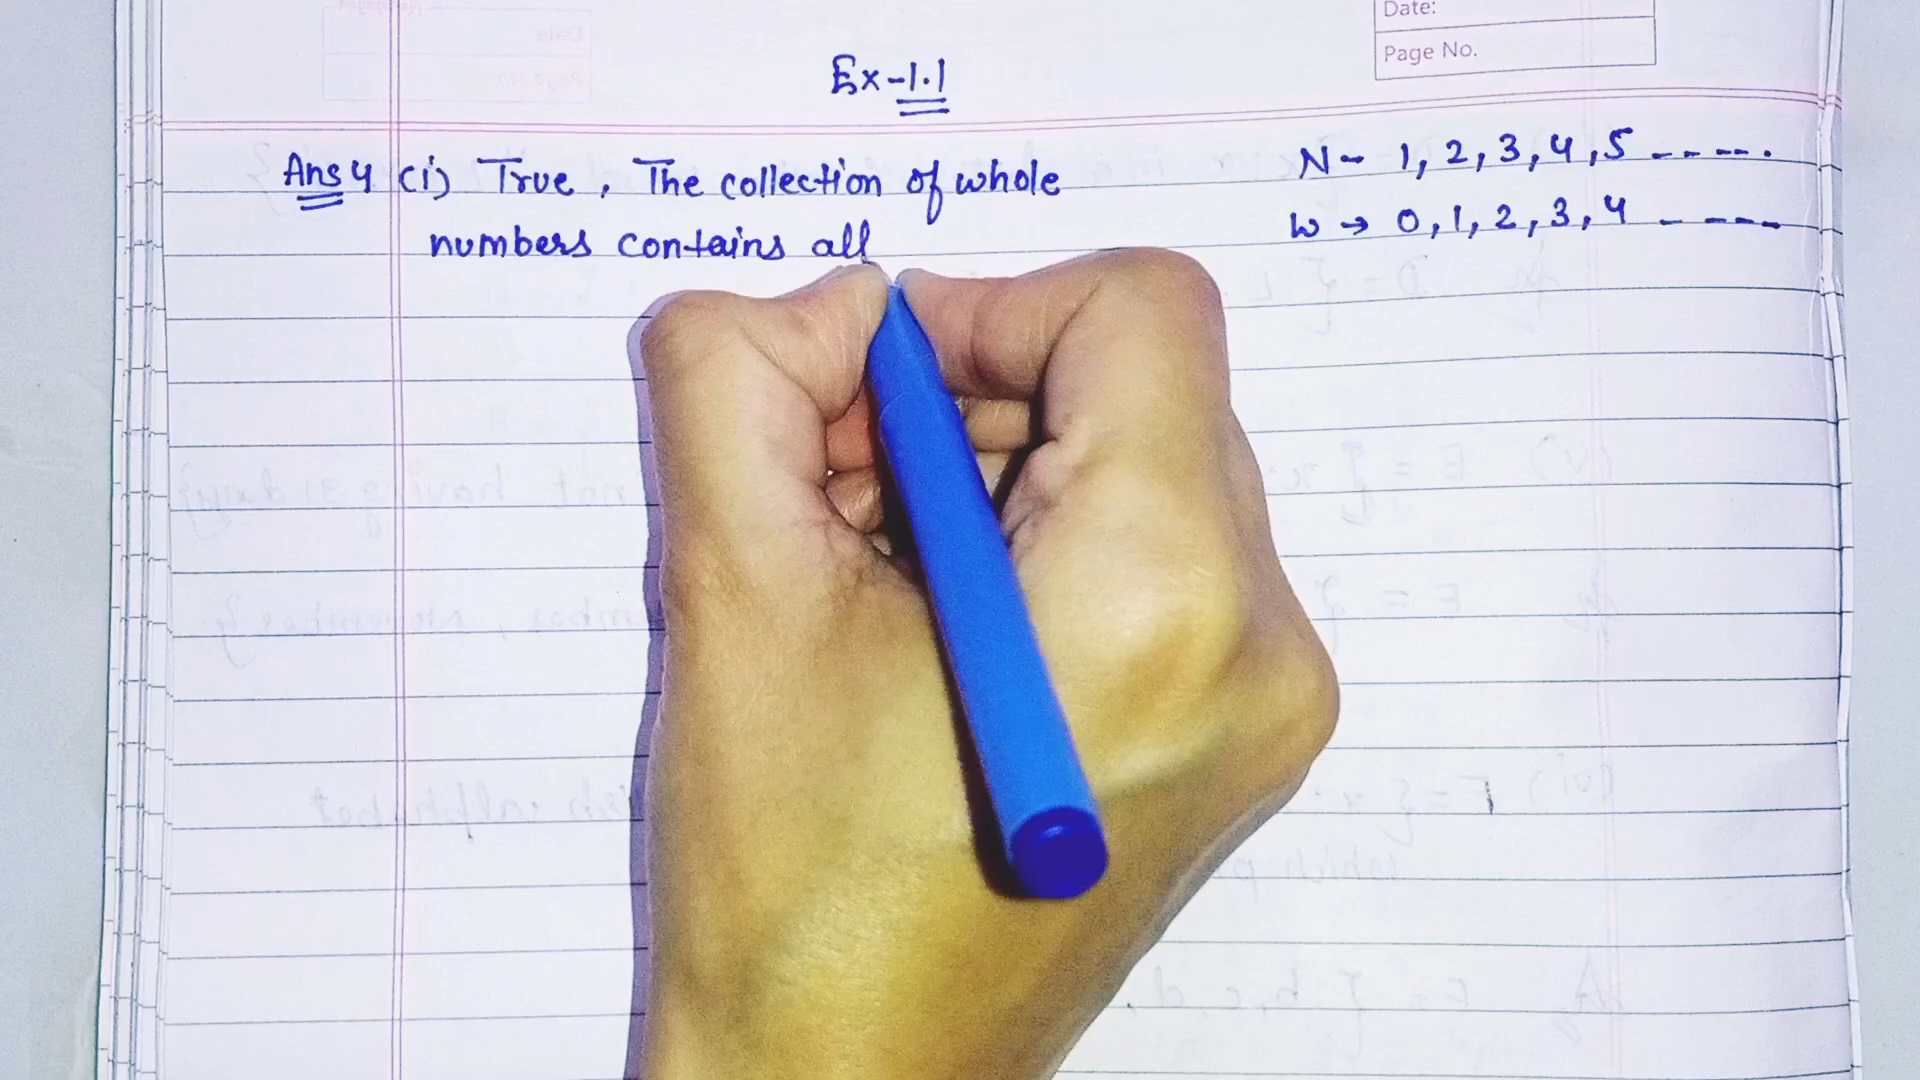 Date:
Page No.
Ex-1.1
Ans 4 (i) True, The collection of whole
numbers contains all
N- 1, 2, 3, 4, 5 -----.
W → 0, 1, 2, 3, 4 - ----